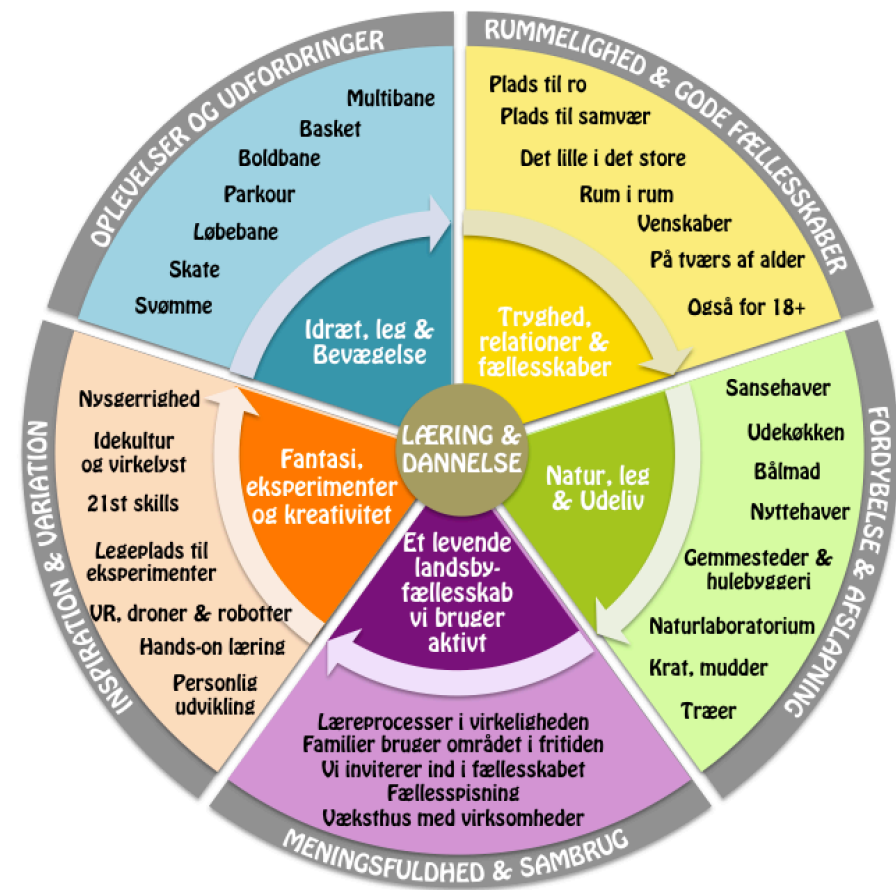 OPLEVELSER OG UDFORDRINGER
Multibane
Basket
Boldbane
Parkour
Løbebane
Skate
Svømme
Idræt, leg &
Bevægelse
RUMMELIGHED & GODE FÆLLESSKABER
Plads til ro
Plads til samvær
Det lille i det store
Rum i rum
Venskaber
På tværs af alder
Også for 18+
Tryghed,
relationer &
fællesskaber
FORDYBELSE & AFSLAPNING
Sansehaver
Udekøkken
Bålmad
Nyttehaver
Gemmesteder &
hulebyggeri
Naturlaboratorium
Krat, mudder
Træer
Natur, leg
& Udeliv
MENINGSFULDHED & SAMBRUG
Et levende
landsby-
fællesskab
vi bruger
aktivt
Læreprocesser i virkeligheden
Familier bruger området i fritiden
Vi inviterer ind i fællesskabet
Fællesspisning
Væksthus med virksomheder
INSPIRATION & VARIATION
Nysgerrighed
Idekultur
og virkelyst
21st skills
Legeplads til
eksperimenter
VR, droner & robotter
Hands-on læring
Personlig
udvikling
Fantasi,
eksperimenter
og kreativitet
LÆRING &
DANNELSE